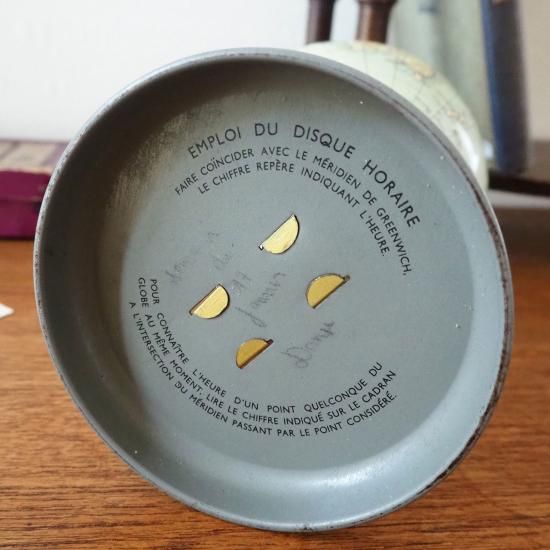 EMPLOI DU DISQUE HORAIRE
FAIRE COÏNCIDER AVEC LE MÉRIDIEN DE GREENWICH,
LE CHIFFRE REPÈRE INDIQUANT L'HEURE.
du
Janvier
POUR CONNAÎTRE L'HEURE D'UN POINT QUELCONQUE DU
GLOBE AU MÊME MOMENT, LIRE LE CHIFFRE INDIQUÉ SUR LE CADRAN
A L'INTERSECTION DU MÉRIDIEN PASSANT PAR LE POINT CONSIDÉRÉ.